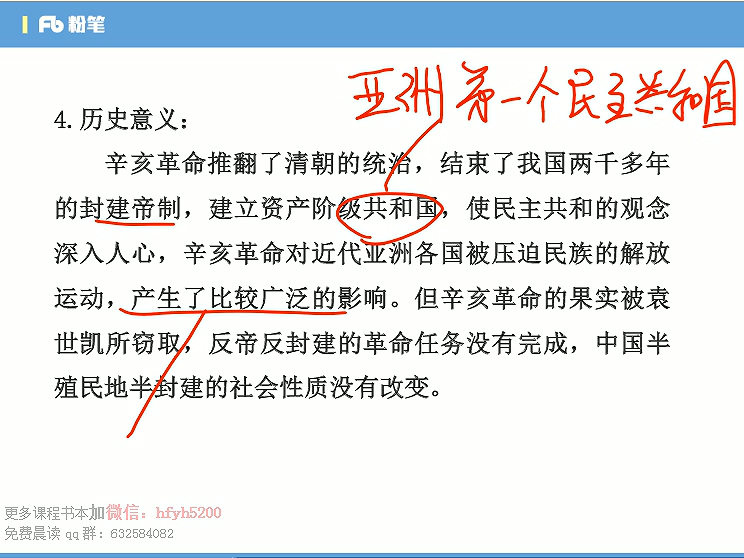 Fb 粉笔
亚洲第一个民主共和国
4.历史意义：
辛亥革命推翻了清朝的统治，结束了我国两千多年
的封建帝制，建立资产阶级共和国，使民主共和的观念
深入人心，辛亥革命对近代亚洲各国被压迫民族的解放
运动，产生了比较广泛的影响。但辛亥革命的果实被袁
世凯所窃取，反帝反封建的革命任务没有完成，中国半
殖民地半封建的社会性质没有改变。
更多课程书本加微信：hfyh5200
免费晨读qq群：632584082